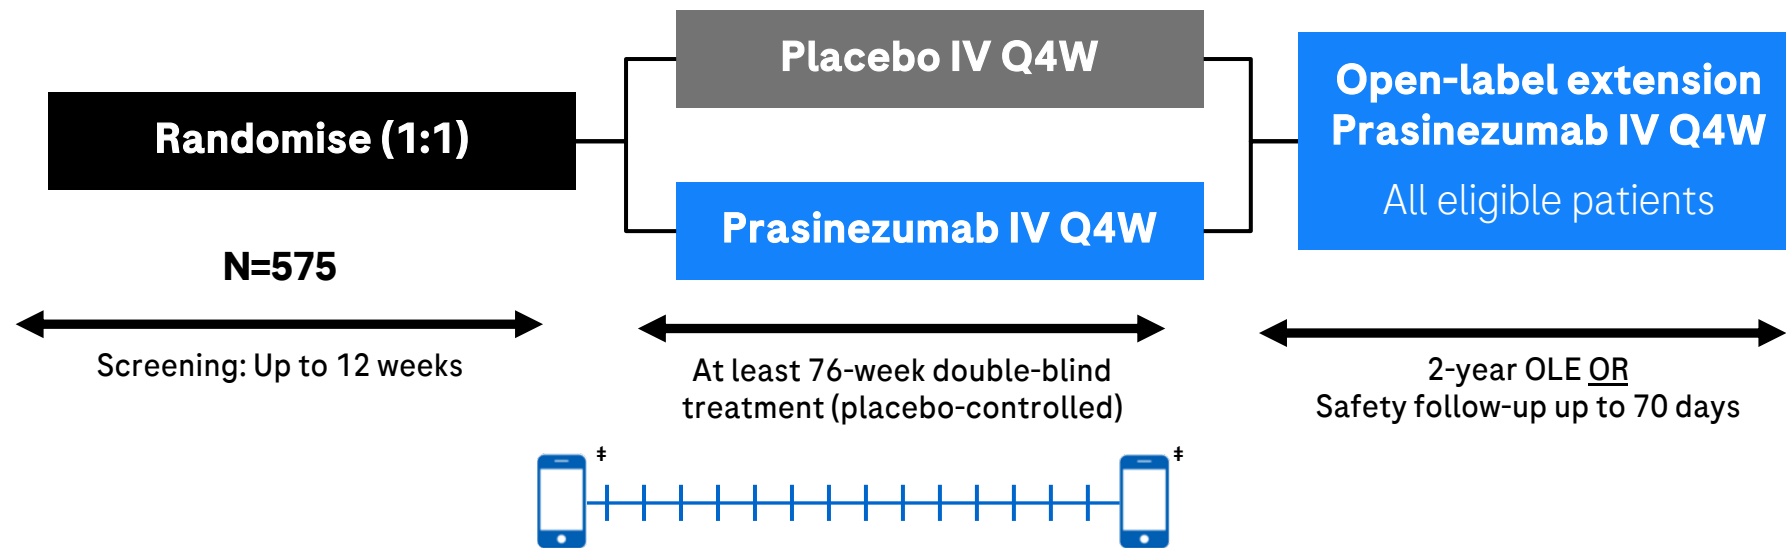 Randomise (1:1)
N=575
Screening: Up to 12 weeks
Placebo IV Q4W
Prasinezumab IV Q4W
At least 76-week double-blind
treatment (placebo-controlled)
ǂ
ǂ
Open-label extension
Prasinezumab IV Q4W
All eligible patients
2-year OLE OR
Safety follow-up up to 70 days